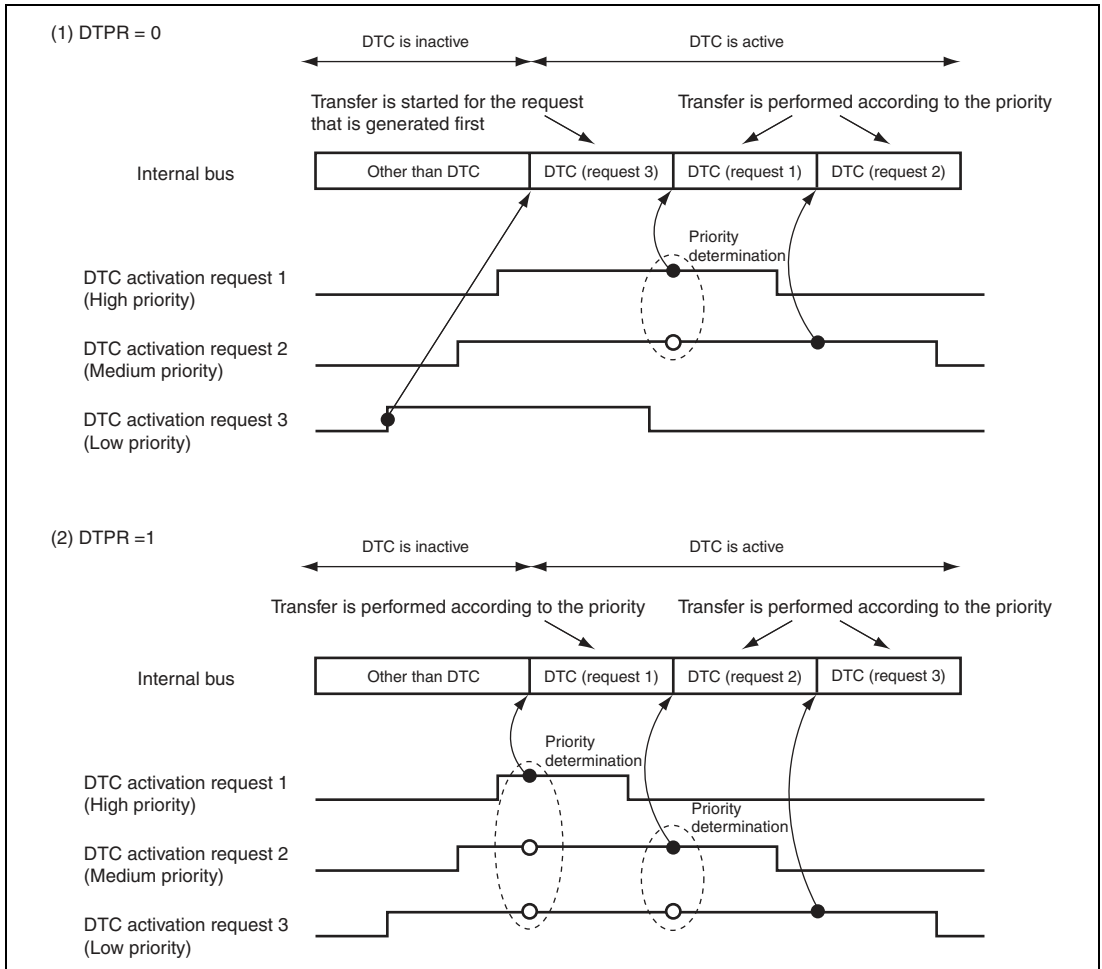 (1) DTPR = 0
DTC is inactive
DTC is active
Transfer is started for the request
that is generated first
Transfer is performed according to the priority
Internal bus
Other than DTC
DTC (request 3)
DTC (request 1)
DTC (request 2)
Priority
determination
DTC activation request 1
(High priority)
DTC activation request 2
(Medium priority)
DTC activation request 3
(Low priority)
(2) DTPR =1
DTC is inactive
DTC is active
Transfer is performed according to the priority
Transfer is performed according to the priority
Internal bus
Other than DTC
DTC (request 1)
DTC (request 2)
DTC (request 3)
Priority
determination
DTC activation request 1
(High priority)
Priority
determination
DTC activation request 2
(Medium priority)
DTC activation request 3
(Low priority)